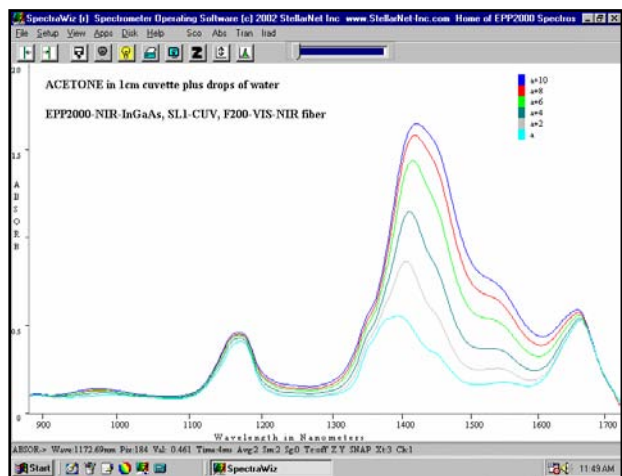 SpectraWiz (r) Spectrometer Operating Software (c) 2002 StellarNet Inc www.StellarNet-Inc.com Home of EPP2000 Spectros
File Setup View Apps Disk Help Sco Abs Tran Irad
2.0
ACETONE in 1cm cuvette plus drops of water
EPP2000-NIR-InGaAs, SL1-CUV, F200-VIS-NIR fiber
a+10
a+8
a+6
a+4
a+2
a
1.5
ABSORB
0.5
0
900 1000 1100 1200 1300 1400 1500 1600 1700
Wavelength in Nanometers
ABSOR-> Wave:1172.69nm Pix:184 Val: 0.461 Time:4ms Avg:2 Sm:2 Sg:0 Tc:off Z Y SNAP Xt:3 Ch:1
Start SpectraWiz 11:49 AM